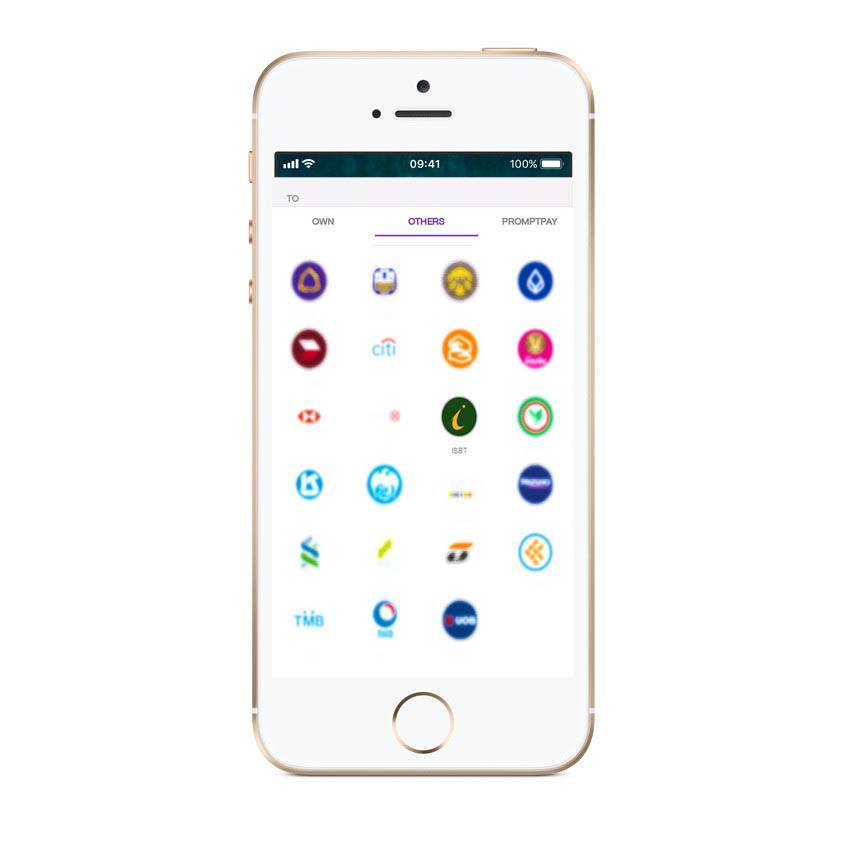 09:41 100%
TO
OWN OTHERS PROMPTPAY
citi
ISBT
TMB
UOB